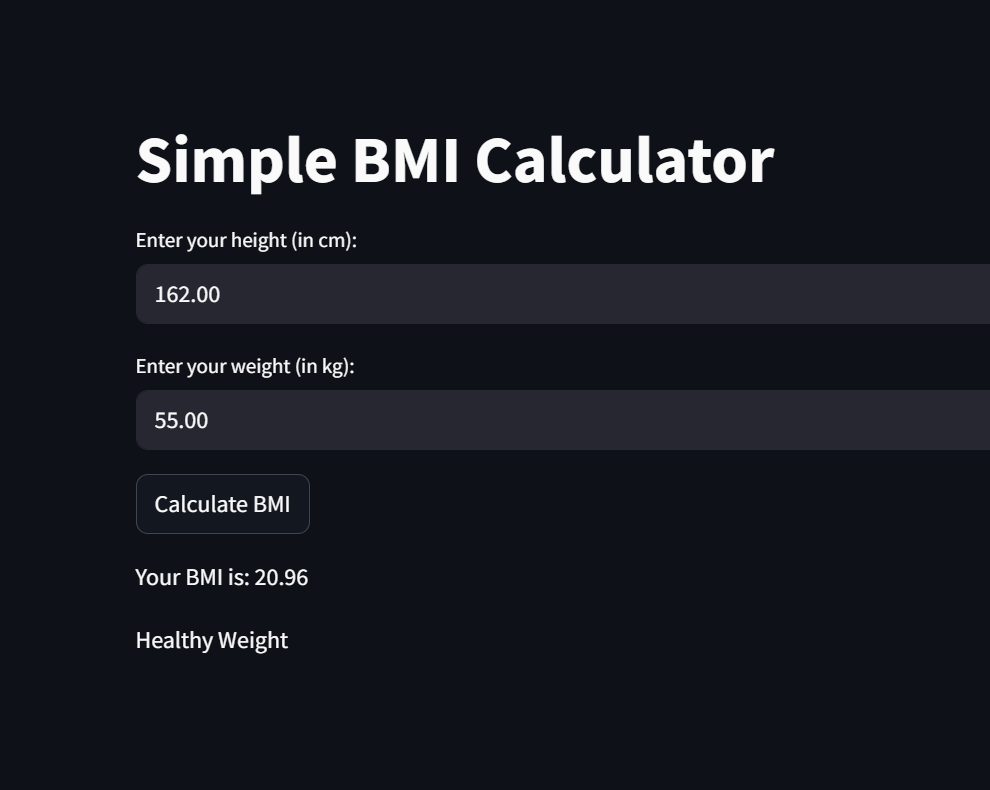 Simple BMI Calculator
Enter your height (in cm):
162.00
Enter your weight (in kg):
55.00
Calculate BMI
Your BMI is: 20.96
Healthy Weight